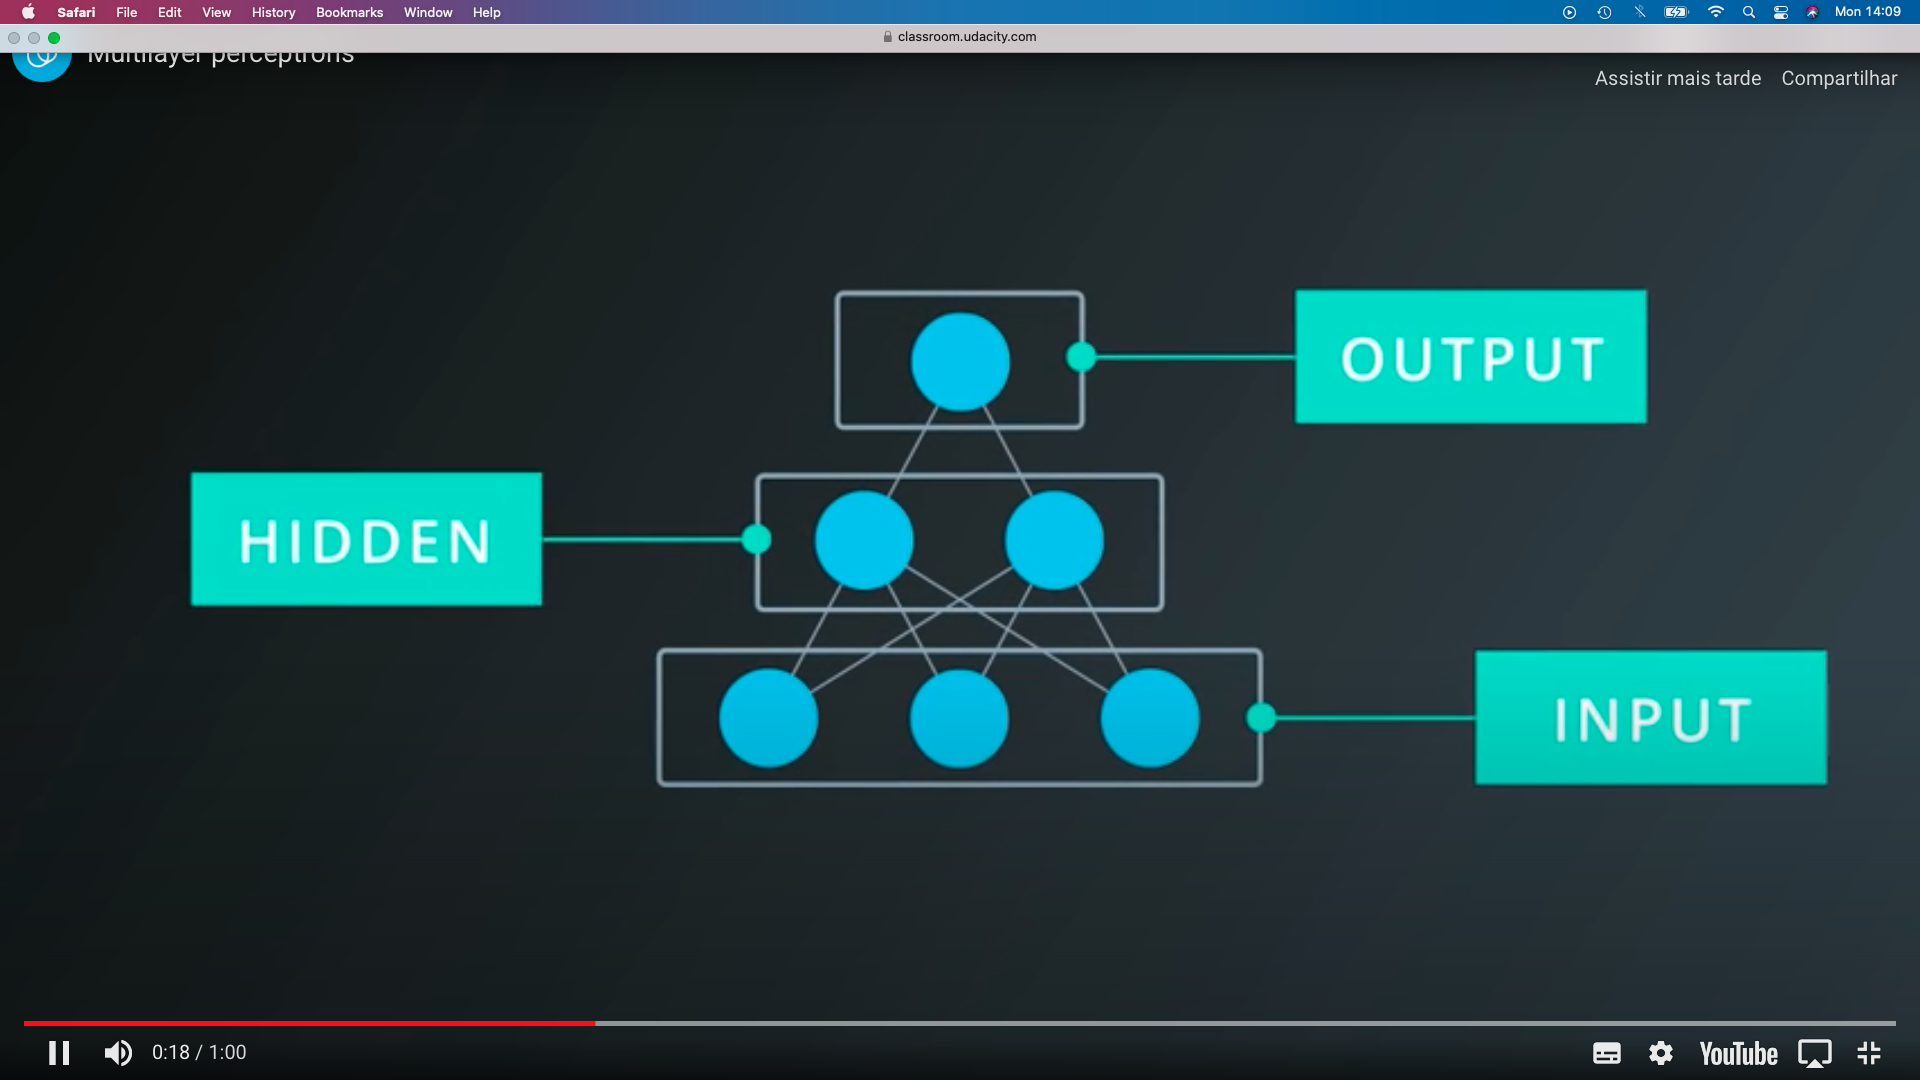 Safari File Edit View History Bookmarks Window Help Mon 14:09
classroom.udacity.com
Multilayer perceptrons
Assistir mais tarde Compartilhar
OUTPUT
HIDDEN
INPUT
0:18 / 1:00
YouTube